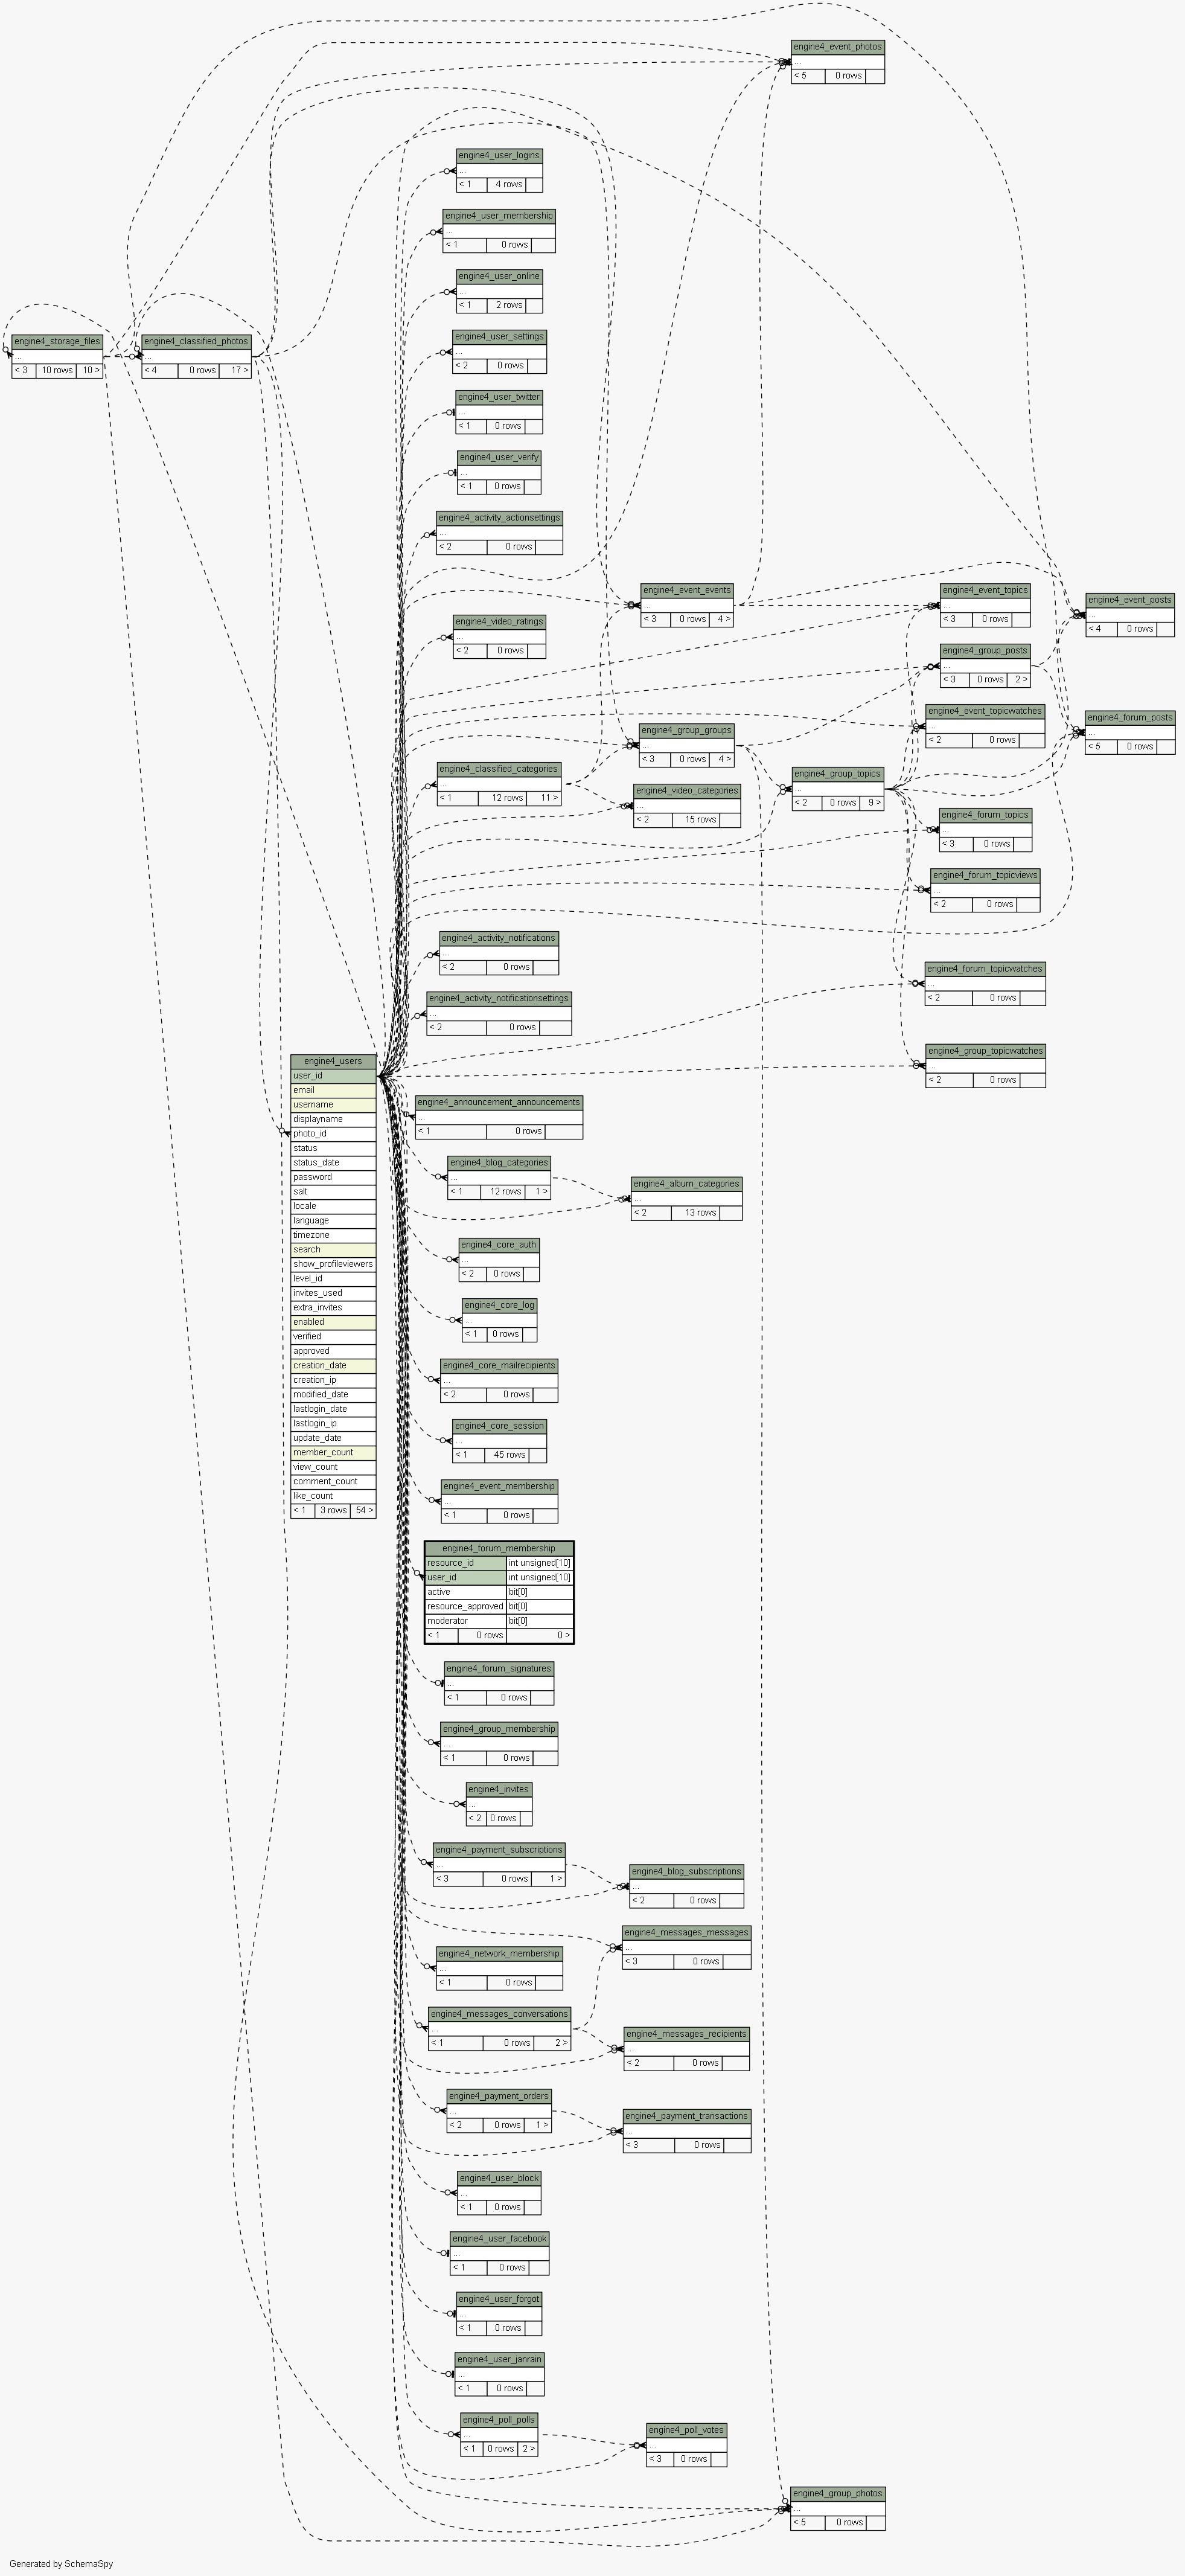 engine4_event_photos
...
< 5 0 rows
engine4_user_logins
...
< 1 4 rows
engine4_user_membership
...
< 1 0 rows
engine4_user_online
...
< 1 2 rows
engine4_storage_files
...
< 3 10 rows 10 >
engine4_classified_photos
...
< 4 0 rows 17 >
engine4_user_settings
...
< 2 0 rows
engine4_user_twitter
...
< 1 0 rows
engine4_user_verify
...
< 1 0 rows
engine4_activity_actionsettings
...
< 2 0 rows
engine4_event_events
...
< 3 0 rows 4 >
engine4_event_topics
...
< 3 0 rows
engine4_event_posts
...
< 4 0 rows
engine4_video_ratings
...
< 2 0 rows
engine4_group_posts
...
< 3 0 rows 2 >
engine4_event_topicwatches
...
< 2 0 rows
engine4_forum_posts
...
< 5 0 rows
engine4_group_groups
...
< 3 0 rows 4 >
engine4_classified_categories
...
< 1 12 rows 11 >
engine4_group_topics
...
< 2 0 rows 9 >
engine4_video_categories
...
< 2 15 rows
engine4_forum_topics
...
< 3 0 rows
engine4_forum_topicviews
...
< 2 0 rows
engine4_activity_notifications
...
< 2 0 rows
engine4_forum_topicwatches
...
< 2 0 rows
engine4_activity_notificationsettings
...
< 2 0 rows
engine4_group_topicwatches
...
< 2 0 rows
engine4_users
user_id
email
username
displayname
photo_id
status
status_date
password
salt
locale
language
timezone
search
show_profileviewers
level_id
invites_used
extra_invites
enabled
verified
approved
creation_date
creation_ip
modified_date
lastlogin_date
lastlogin_ip
update_date
member_count
view_count
comment_count
like_count
< 1 3 rows 54 >
engine4_announcement_announcements
...
< 1 0 rows
engine4_blog_categories
...
< 1 12 rows 1 >
engine4_album_categories
...
< 2 13 rows
engine4_core_auth
...
< 2 0 rows
engine4_core_log
...
< 1 0 rows
engine4_core_mailrecipients
...
< 2 0 rows
engine4_core_session
...
< 1 45 rows
engine4_event_membership
...
< 1 0 rows
engine4_forum_membership
resource_id int unsigned[10]
user_id int unsigned[10]
active bit[0]
resource_approved bit[0]
moderator bit[0]
< 1 0 rows 0 >
engine4_forum_signatures
...
< 1 0 rows
engine4_group_membership
...
< 1 0 rows
engine4_invites
...
< 2 0 rows
engine4_payment_subscriptions
...
< 3 0 rows 1 >
engine4_blog_subscriptions
...
< 2 0 rows
engine4_messages_messages
...
< 3 0 rows
engine4_network_membership
...
< 1 0 rows
engine4_messages_conversations
...
< 1 0 rows 2 >
engine4_messages_recipients
...
< 2 0 rows
engine4_payment_orders
...
< 2 0 rows 1 >
engine4_payment_transactions
...
< 3 0 rows
engine4_user_block
...
< 1 0 rows
engine4_user_facebook
...
< 1 0 rows
engine4_user_forgot
...
< 1 0 rows
engine4_user_janrain
...
< 1 0 rows
engine4_poll_polls
...
< 1 0 rows 2 >
engine4_poll_votes
...
< 3 0 rows
engine4_group_photos
...
< 5 0 rows
Generated by SchemaSpy